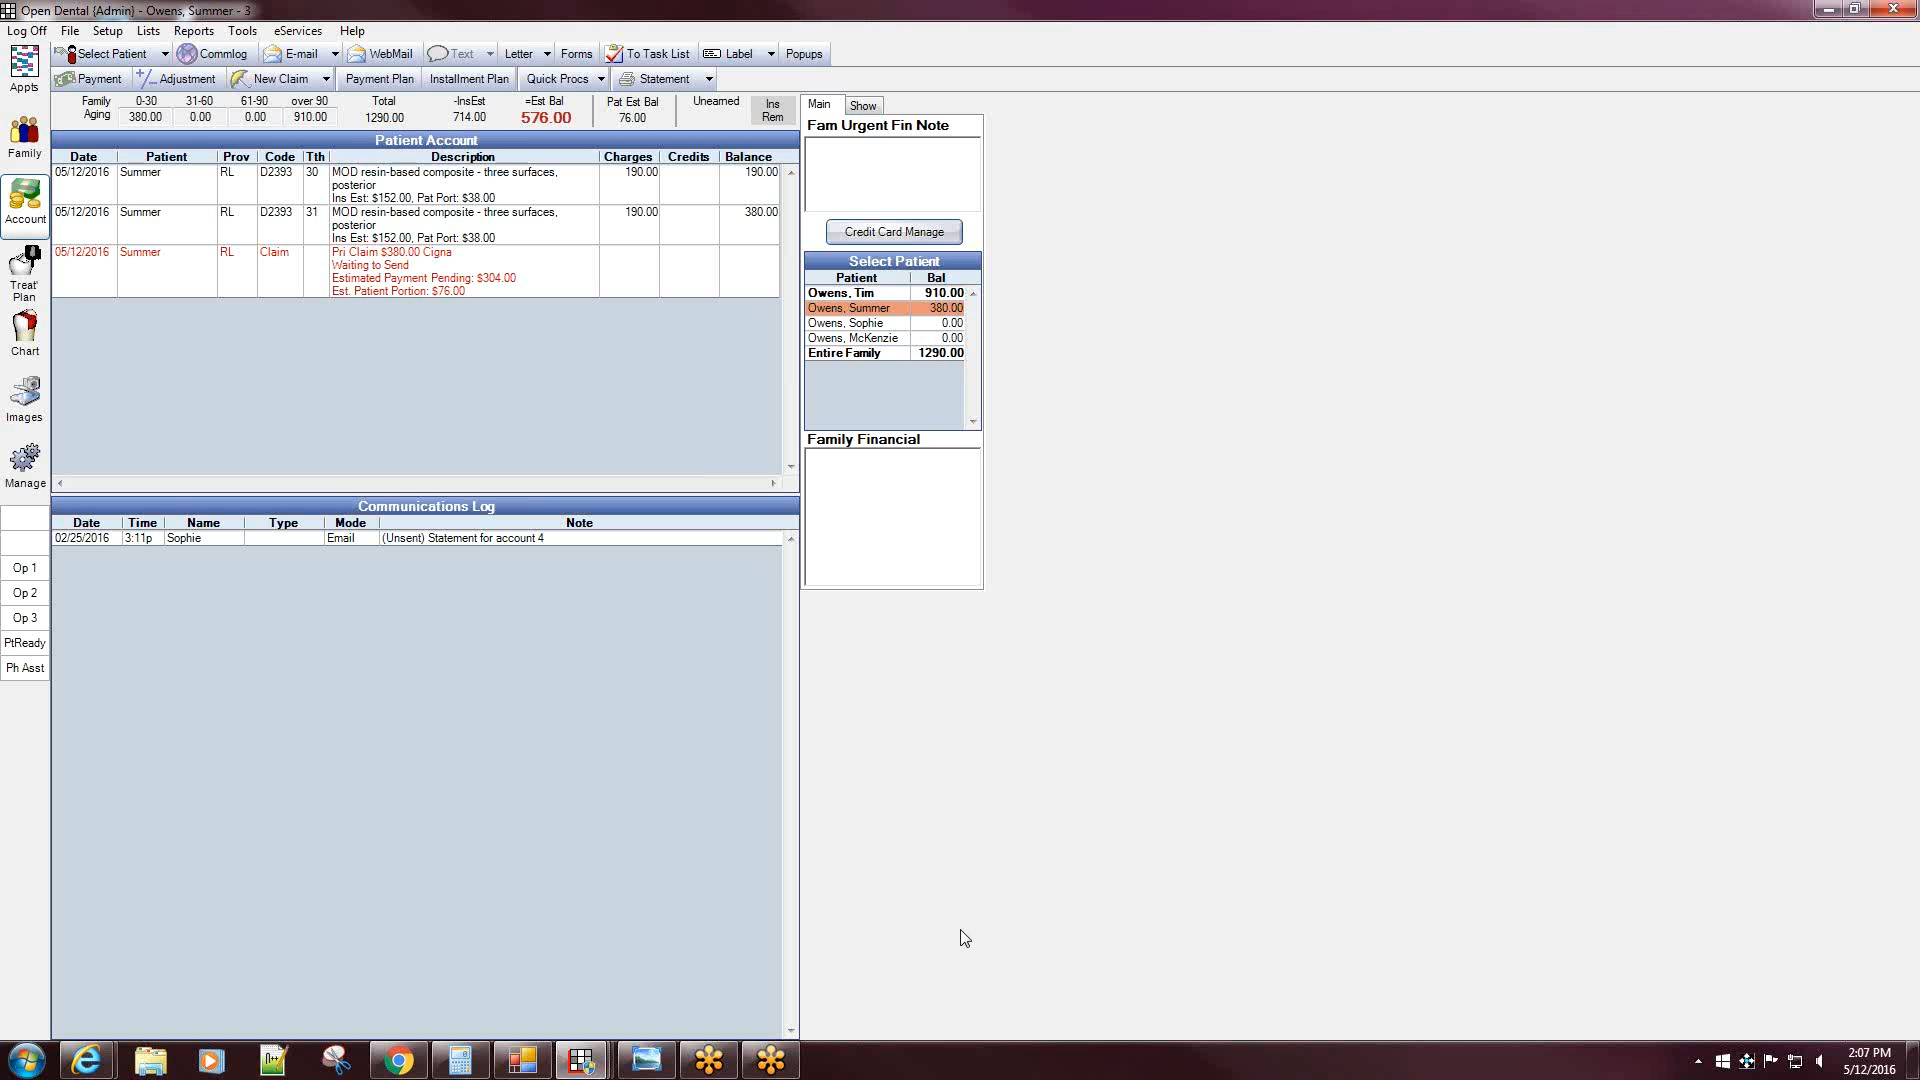 Open Dental {Admin} - Owens, Summer - 3
Log Off File Setup Lists Reports Tools eServices Help
Select Patient Commlog E-mail WebMail Text Letter Forms To Task List Label Popups
Payment Adjustment New Claim Payment Plan Installment Plan Quick Procs Statement
Family Aging 0-30 31-60 61-90 over 90 Total -InsEst =Est Bal Pat Est Bal Unearned Ins Rem
380.00 0.00 0.00 910.00 1290.00 714.00 576.00 76.00
Appts
Family
Account
Treat' Plan
Chart
Images
Manage
Op 1
Op 2
Op 3
PtReady
Ph Asst
Patient Account
Date Patient Prov Code Tth Description Charges Credits Balance
05/12/2016 Summer RL D2393 30 MOD resin-based composite - three surfaces, 190.00 190.00
posterior
Ins Est: $152.00, Pat Port: $38.00
05/12/2016 Summer RL D2393 31 MOD resin-based composite - three surfaces, 190.00 380.00
posterior
Ins Est: $152.00, Pat Port: $38.00
05/12/2016 Summer RL Claim Pri Claim $380.00 Cigna
Waiting to Send
Estimated Payment Pending: $304.00
Est. Patient Portion: $76.00
Communications Log
Date Time Name Type Mode Note
02/25/2016 3:11p Sophie Email (Unsent) Statement for account 4
Main Show
Fam Urgent Fin Note
Credit Card Manage
Select Patient
Patient Bal
Owens, Tim 910.00
Owens, Summer 380.00
Owens, Sophie 0.00
Owens, McKenzie 0.00
Entire Family 1290.00
Family Financial
2:07 PM
5/12/2016